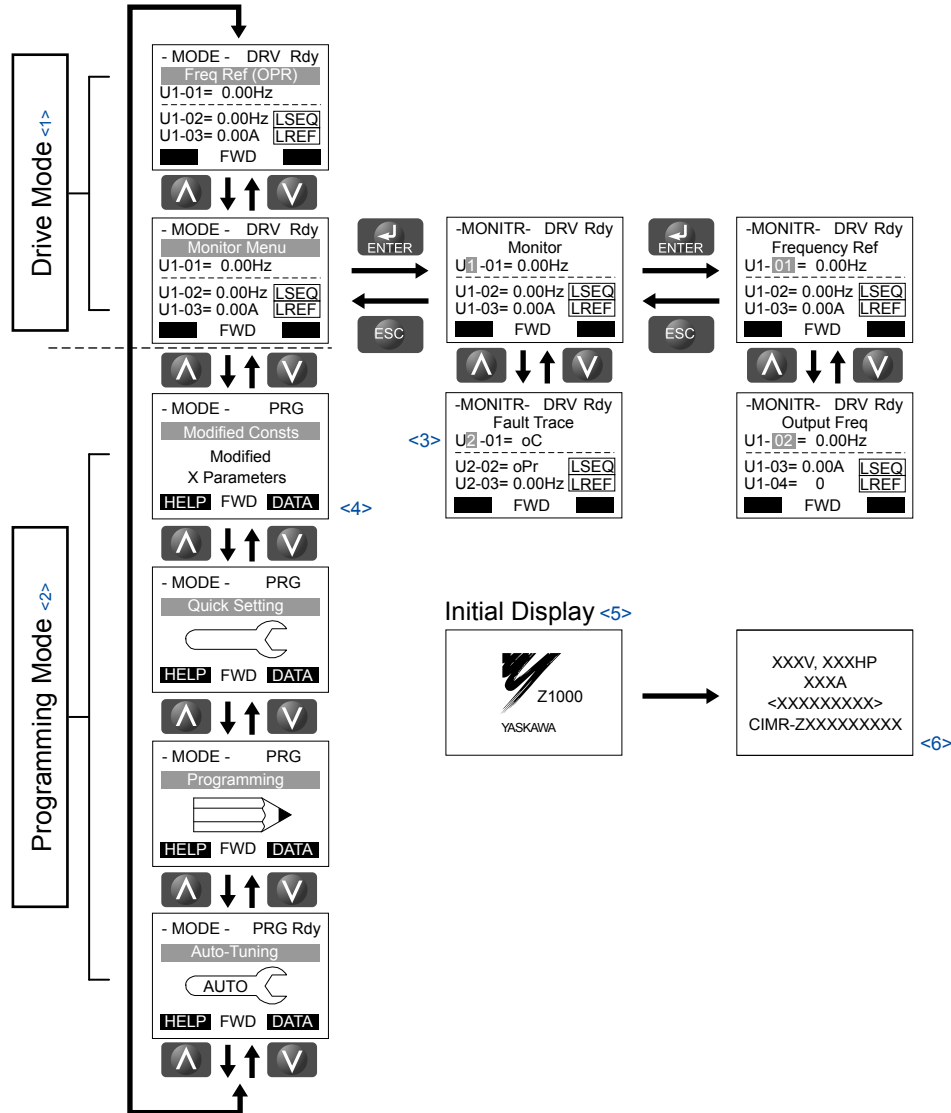 Drive Mode <1>
- MODE - DRV Rdy
Freq Ref (OPR)
U1-01= 0.00Hz
U1-02= 0.00Hz LSEQ
U1-03= 0.00A LREF
FWD
- MODE - DRV Rdy
Monitor Menu
U1-01= 0.00Hz
U1-02= 0.00Hz LSEQ
U1-03= 0.00A LREF
FWD
ENTER
ESC
-MONITR- DRV Rdy
Monitor
U1 -01= 0.00Hz
U1-02= 0.00Hz LSEQ
U1-03= 0.00A LREF
FWD
ENTER
ESC
-MONITR- DRV Rdy
Frequency Ref
U1- 01 = 0.00Hz
U1-02= 0.00Hz LSEQ
U1-03= 0.00A LREF
FWD
<3>
-MONITR- DRV Rdy
Fault Trace
U2 -01= oC
U2-02= oPr LSEQ
U2-03= 0.00Hz LREF
FWD
-MONITR- DRV Rdy
Output Freq
U1- 02 = 0.00Hz
U1-03= 0.00A LSEQ
U1-04= 0 LREF
FWD
Programming Mode <2>
- MODE - PRG
Modified Consts
Modified
X Parameters
HELP FWD DATA
<4>
- MODE - PRG
Quick Setting
HELP FWD DATA
- MODE - PRG
Programming
HELP FWD DATA
- MODE - PRG Rdy
Auto-Tuning
AUTO
HELP FWD DATA
Initial Display <5>
Z1000
YASKAWA
XXXV, XXXHP
XXXA
<XXXXXXXXX>
CIMR-ZXXXXXXXXX
<6>